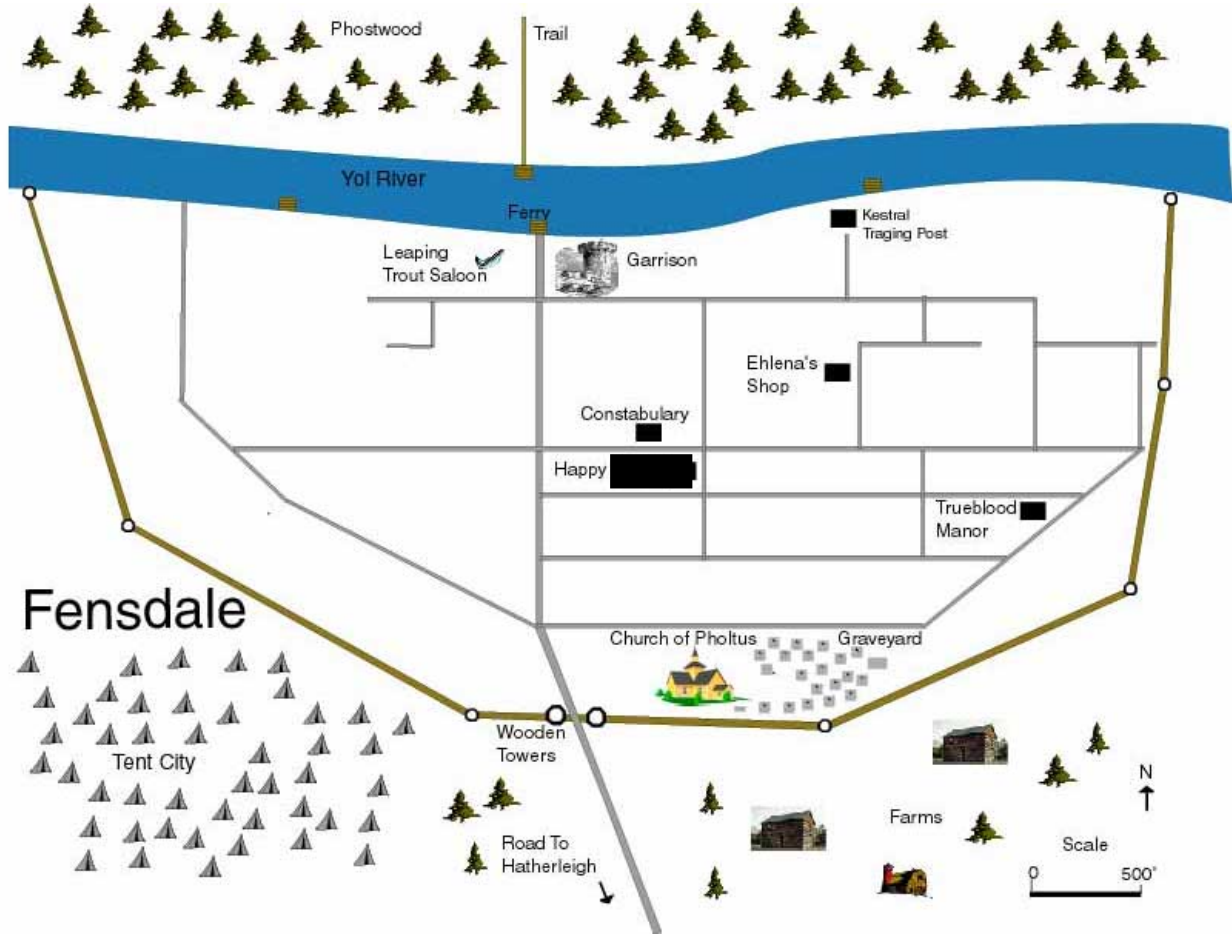 Phostwood
Trail
Yol River
Ferry
Kestral
Traging Post
Leaping
Trout Saloon
Garrison
Ehlena's
Shop
Constabulary
Happy
Trueblood
Manor
Fensdale
Church of Pholtus
Graveyard
Wooden
Towers
Tent City
N
Farms
Road To
Hatherleigh
Scale
0
500'